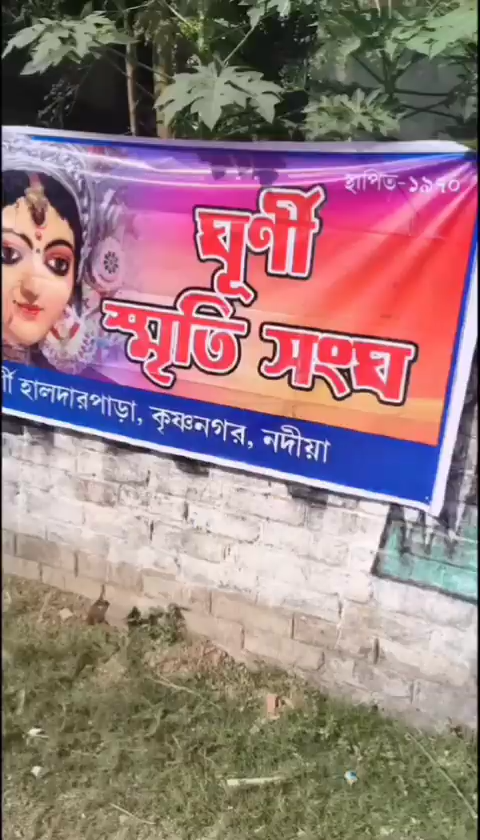 স্থাপিত-১৯৭০
ঘূর্ণী
স্মৃতি সংঘ
হালদারপাড়া, কৃষ্ণনগর, নদীয়া